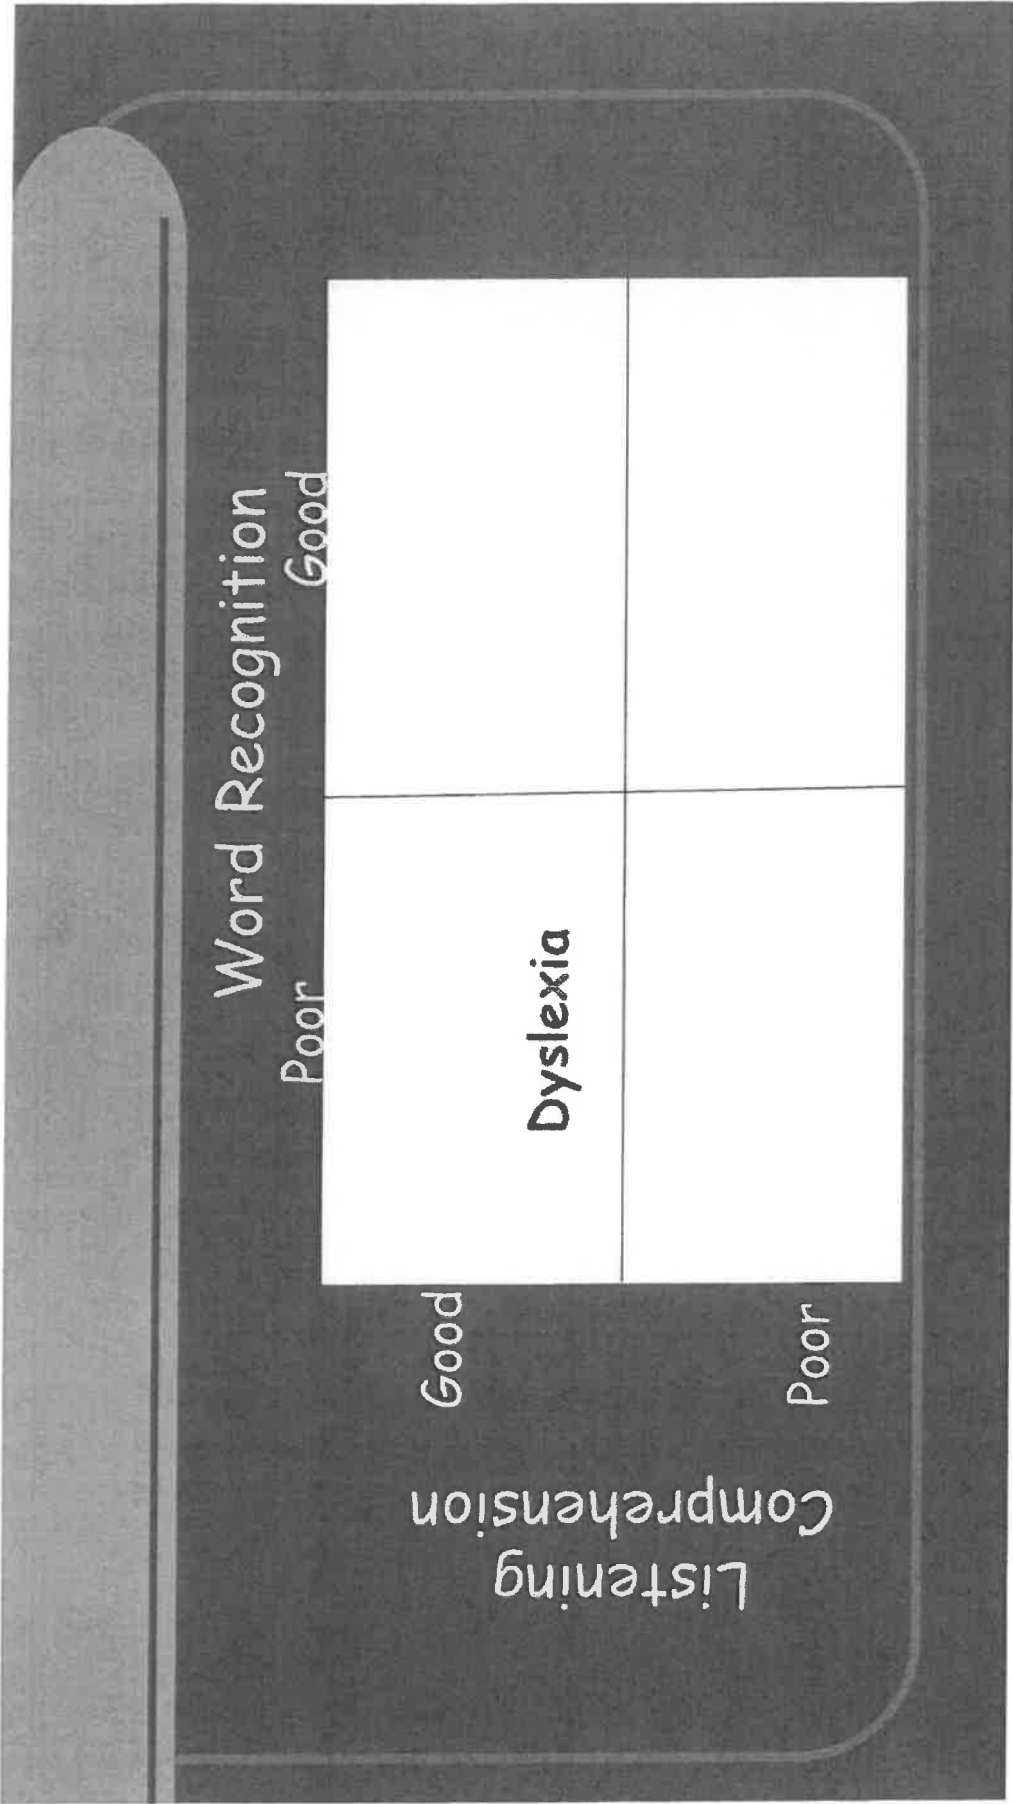 Word Recognition
Poor
Good
Listening
Comprehension
Good
Dyslexia
Poor